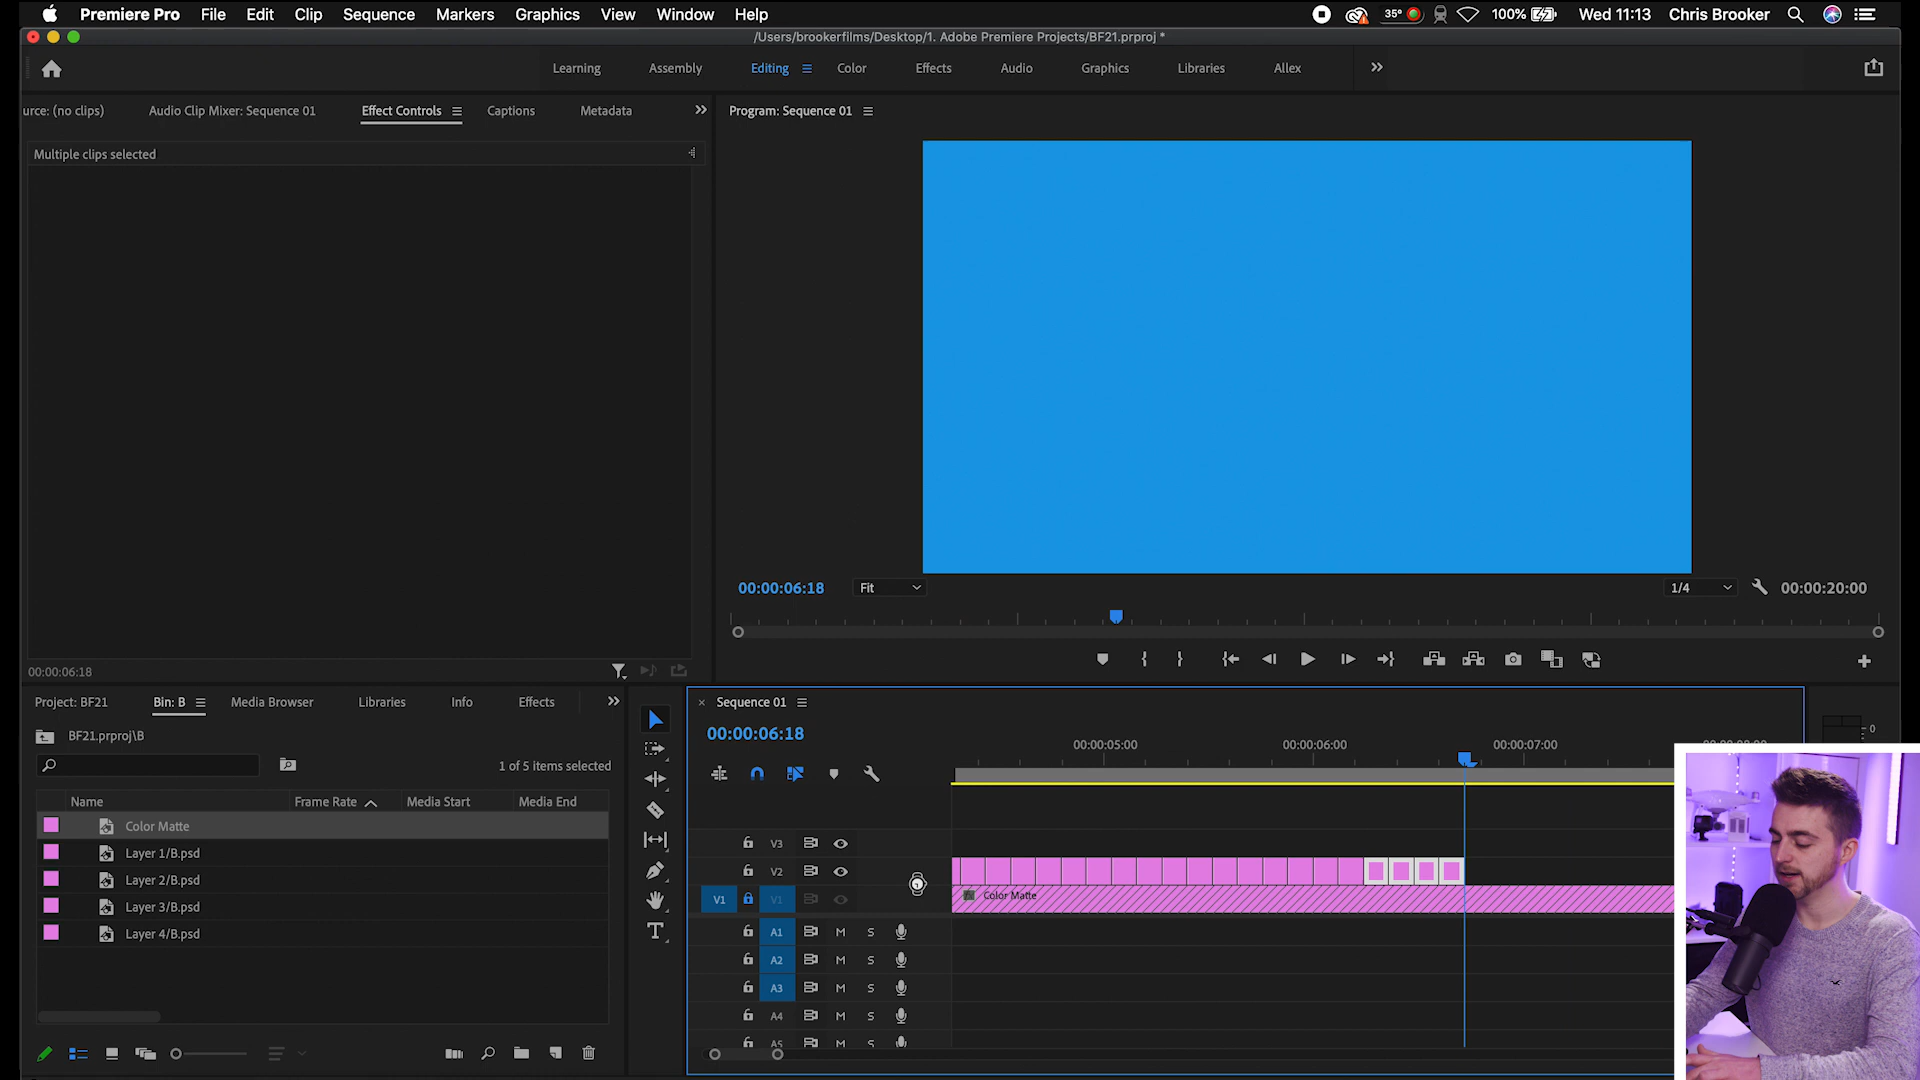 Premiere Pro File Edit Clip Sequence Markers Graphics View Window Help 35° 100% Wed 11:13 Chris Brooker
/Users/brookerfilms/Desktop/1. Adobe Premiere Projects/BF21.prproj *
Learning Assembly Editing Color Effects Audio Graphics Libraries Allex
urce: (no clips) Audio Clip Mixer: Sequence 01 Effect Controls Captions Metadata
Program: Sequence 01
Multiple clips selected
00:00:06:18 Fit 1/4 00:00:20:00
00:00:06:18
Project: BF21 Bin: B Media Browser Libraries Info Effects
BF21.prproj\B
1 of 5 items selected
Name Frame Rate Media Start Media End
Color Matte
Layer 1/B.psd
Layer 2/B.psd
Layer 3/B.psd
Layer 4/B.psd
Sequence 01
00:00:06:18
00:00:05:00 00:00:06:00 00:00:07:00
0
V3
V2
V1 V1 Color Matte
A1 M S
A2 M S
A3 M S
A4 M S
A5 M S